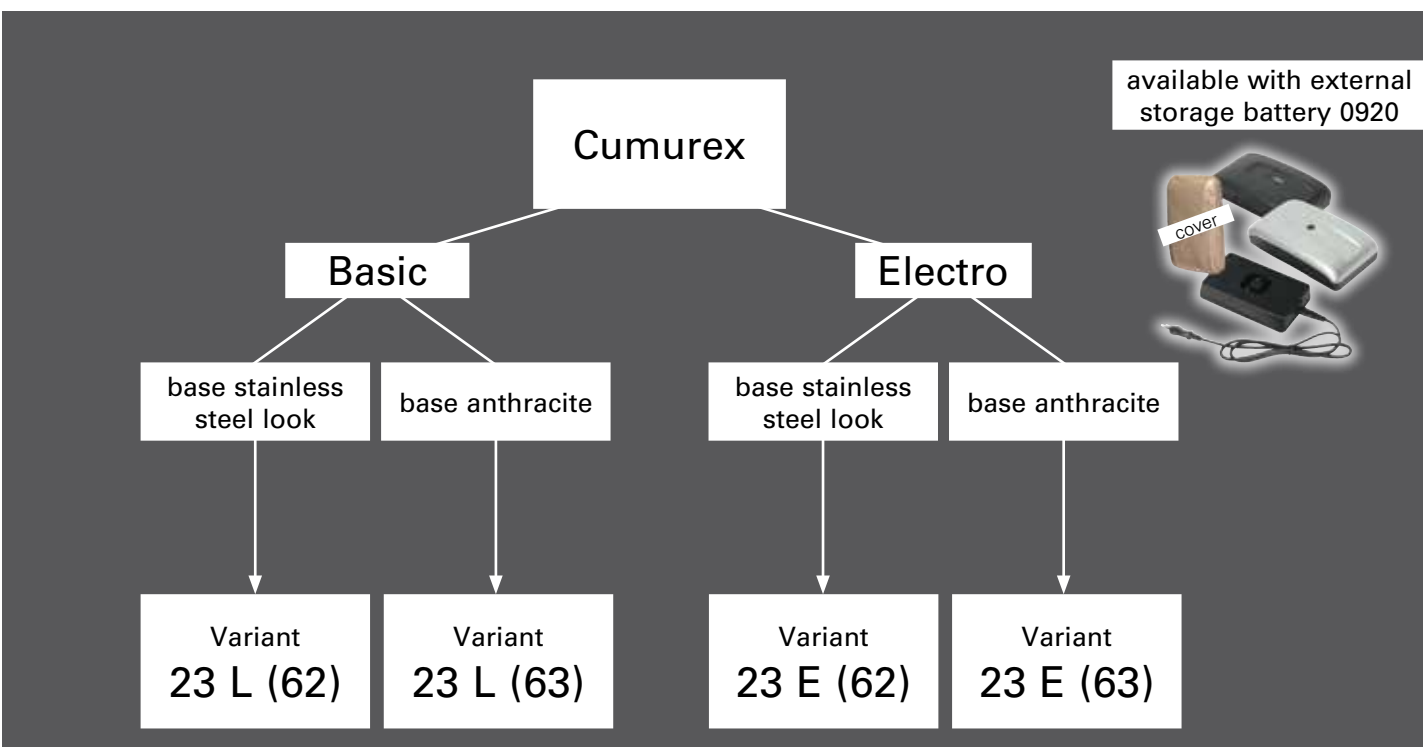 available with external
storage battery 0920
Cumurex
cover
Basic
Electro
base stainless
steel look
base anthracite
base stainless
steel look
base anthracite
Variant
23 L (62)
Variant
23 L (63)
Variant
23 E (62)
Variant
23 E (63)